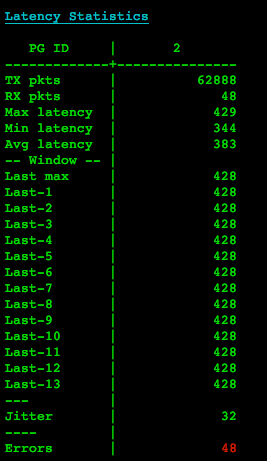 Latency Statistics
PG ID | 2
-------------+---------------
TX pkts | 62888
RX pkts | 48
Max latency | 429
Min latency | 344
Avg latency | 383
-- Window -- |
Last max | 428
Last-1 | 428
Last-2 | 428
Last-3 | 428
Last-4 | 428
Last-5 | 428
Last-6 | 428
Last-7 | 428
Last-8 | 428
Last-9 | 428
Last-10 | 428
Last-11 | 428
Last-12 | 428
Last-13 | 428
--- |
Jitter | 32
---- |
Errors | 48